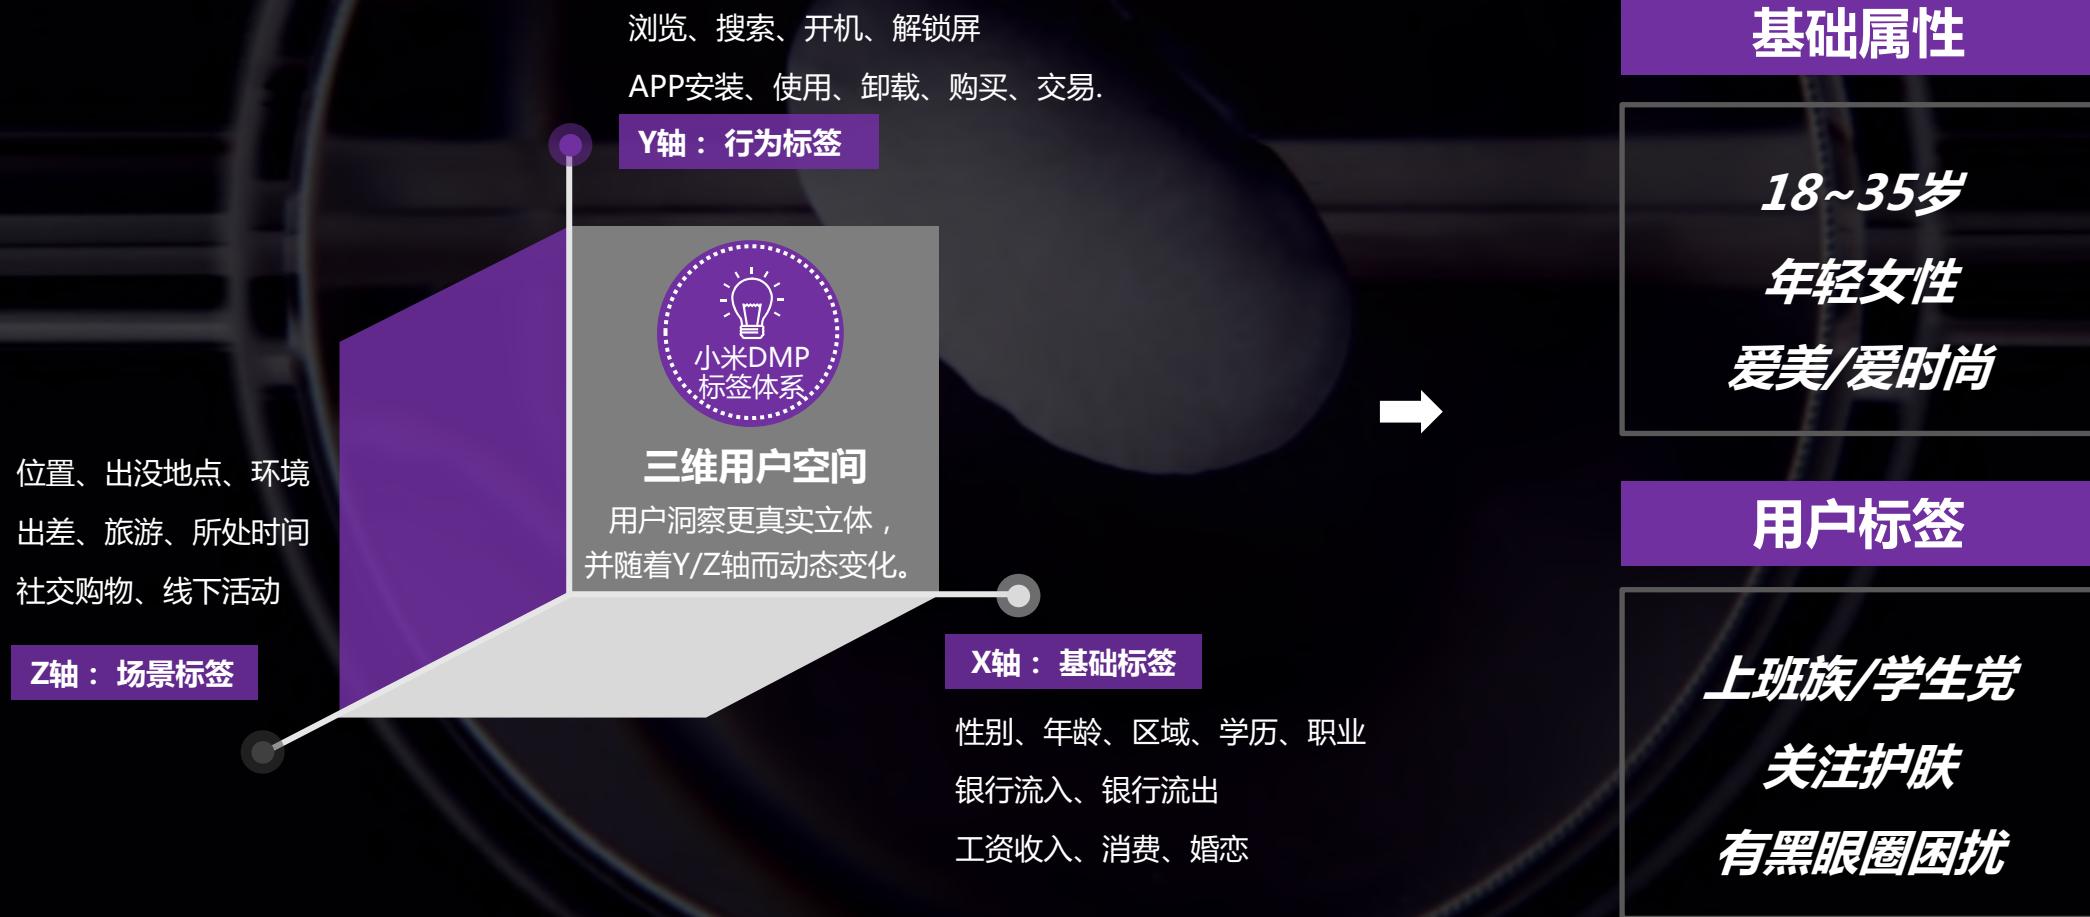 浏览、搜索、开机、解锁屏
APP安装、使用、卸载、购买、交易.
Y轴： 行为标签
小米DMP
标签体系
三维用户空间
用户洞察更真实立体，
并随着Y/Z轴而动态变化。
位置、出没地点、环境
出差、旅游、所处时间
社交购物、线下活动
Z轴： 场景标签
X轴： 基础标签
性别、年龄、区域、学历、职业
银行流入、银行流出
工资收入、消费、婚恋
基础属性
18~35岁
年轻女性
爱美/爱时尚
用户标签
上班族/学生党
关注护肤
有黑眼圈困扰